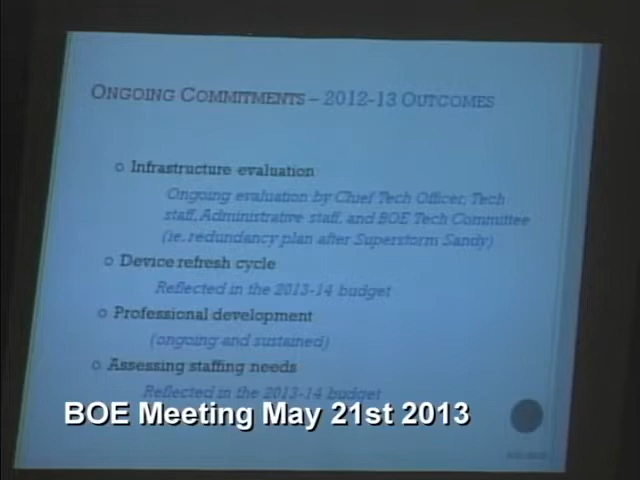 ONGOING COMMITMENTS – 2012-13 OUTCOMES
Infrastructure evaluation
Ongoing evaluation by Chief Tech Officer, Tech
staff, Administrative staff, and BOE Tech Committee
(ie. redundancy plan after Superstorm Sandy)
Device refresh cycle
Reflected in the 2013-14 budget
Professional development
(ongoing and sustained)
Assessing staffing needs
Reflected in the 2013-14 budget
BOE Meeting May 21st 2013